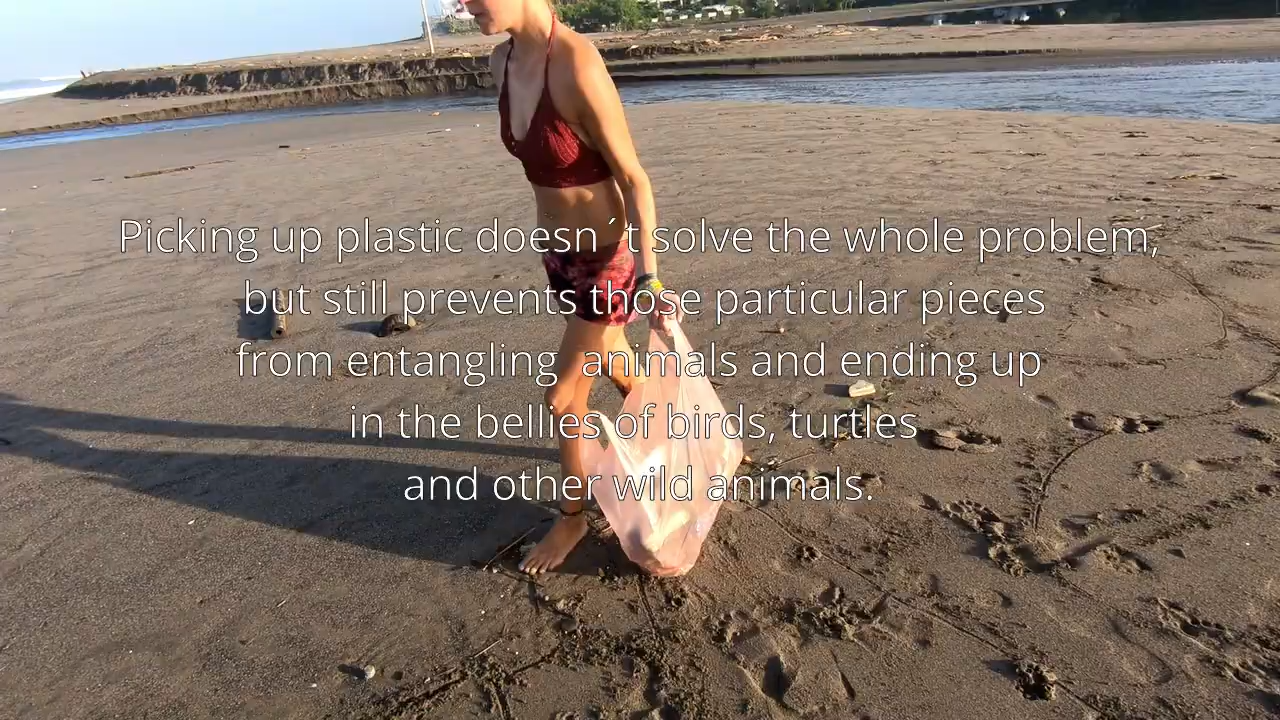 Picking up plastic doesn´t solve the whole problem,
but still prevents those particular pieces
from entangling  animals and ending up
in the bellies of birds, turtles
and other wild animals.